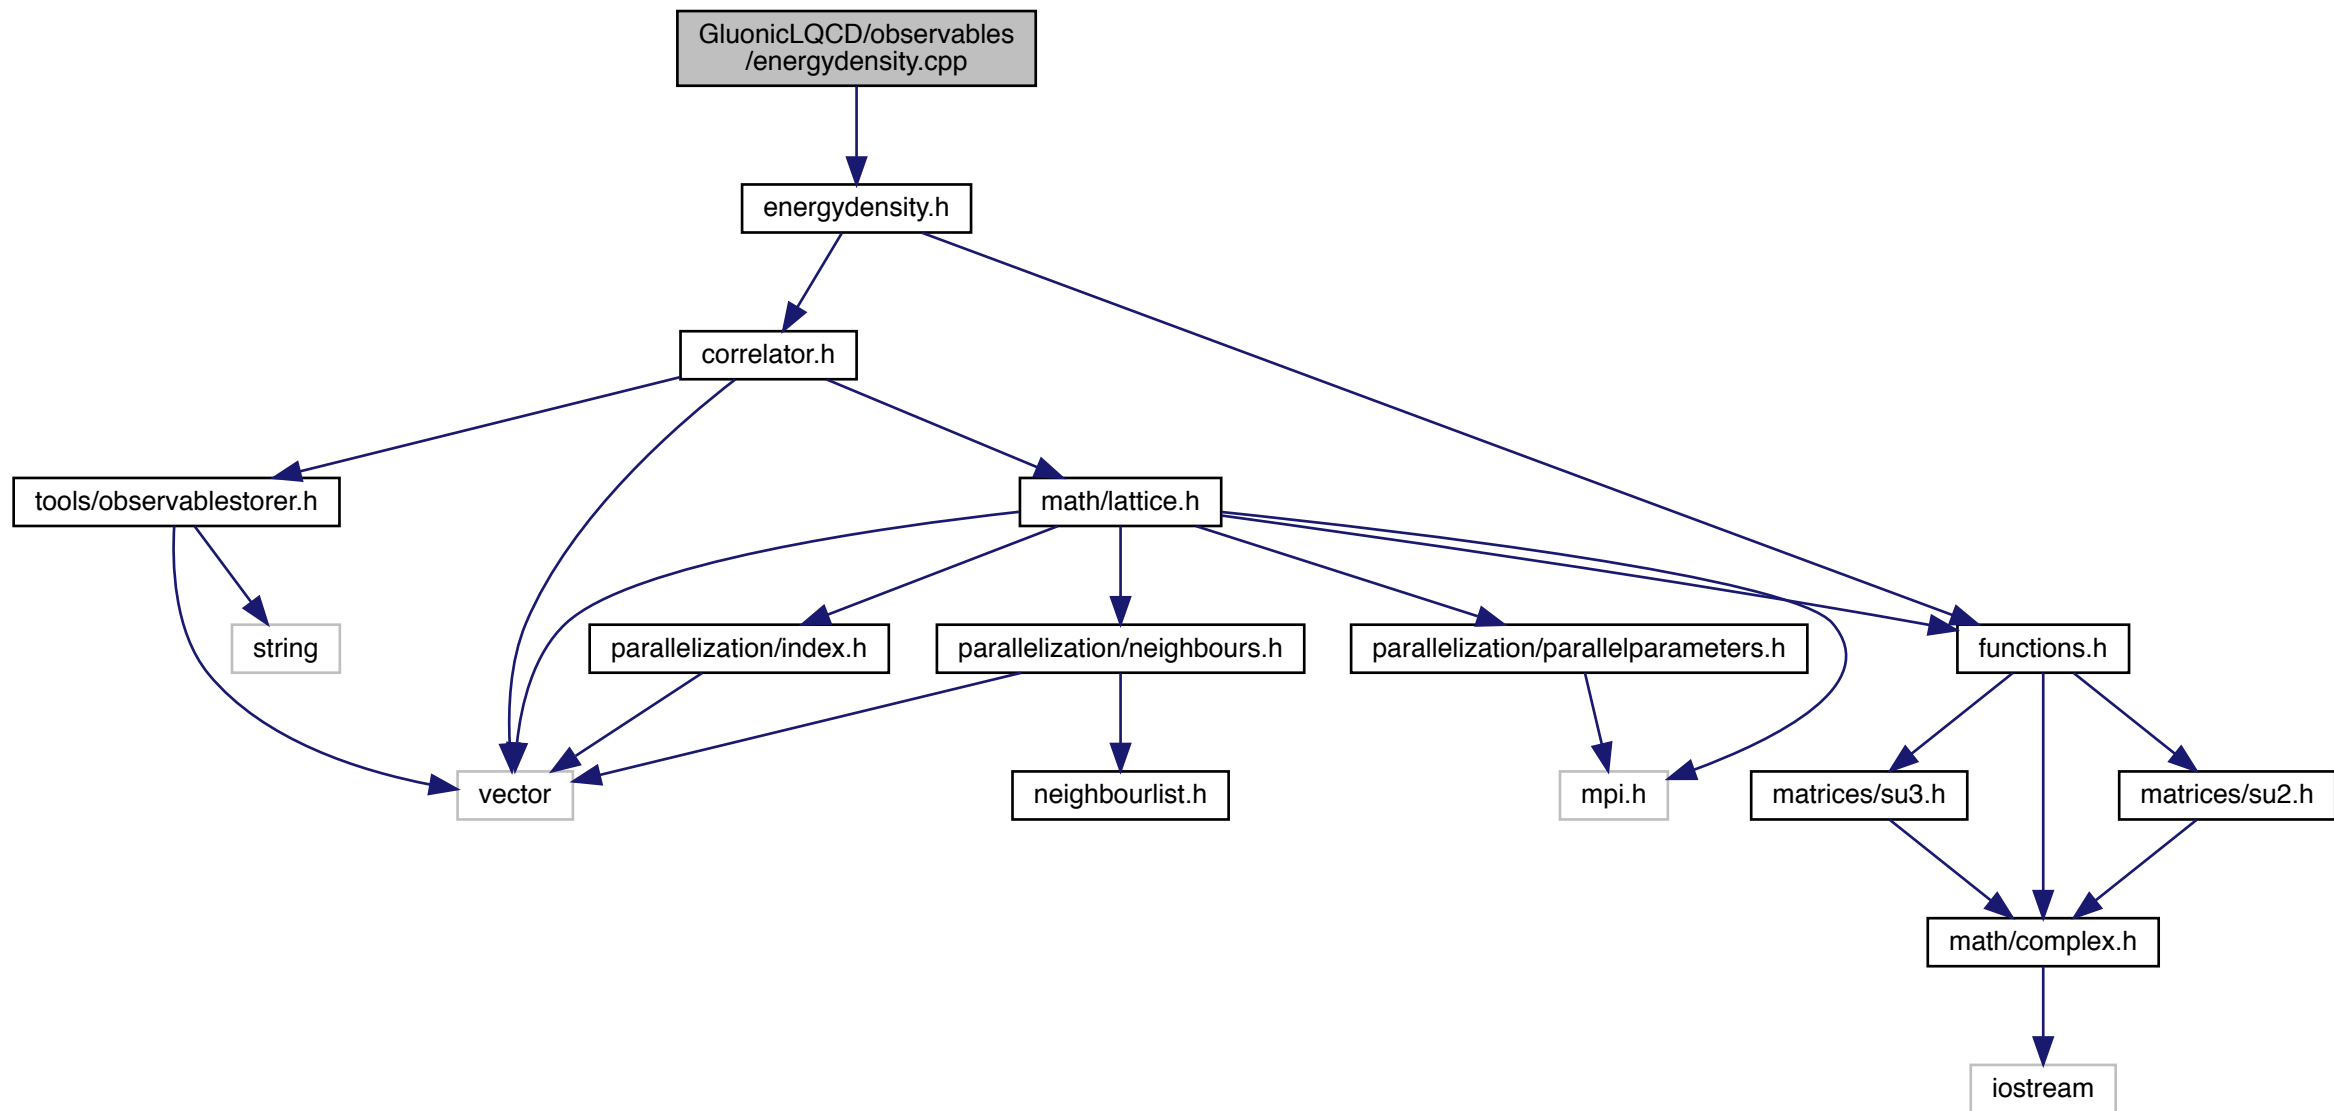 GluonicLQCD/observables
/energydensity.cpp
energydensity.h
correlator.h
tools/observablestorer.h
math/lattice.h
string
parallelization/index.h
parallelization/neighbours.h
parallelization/parallelparameters.h
functions.h
vector
neighbourlist.h
mpi.h
matrices/su3.h
matrices/su2.h
math/complex.h
iostream